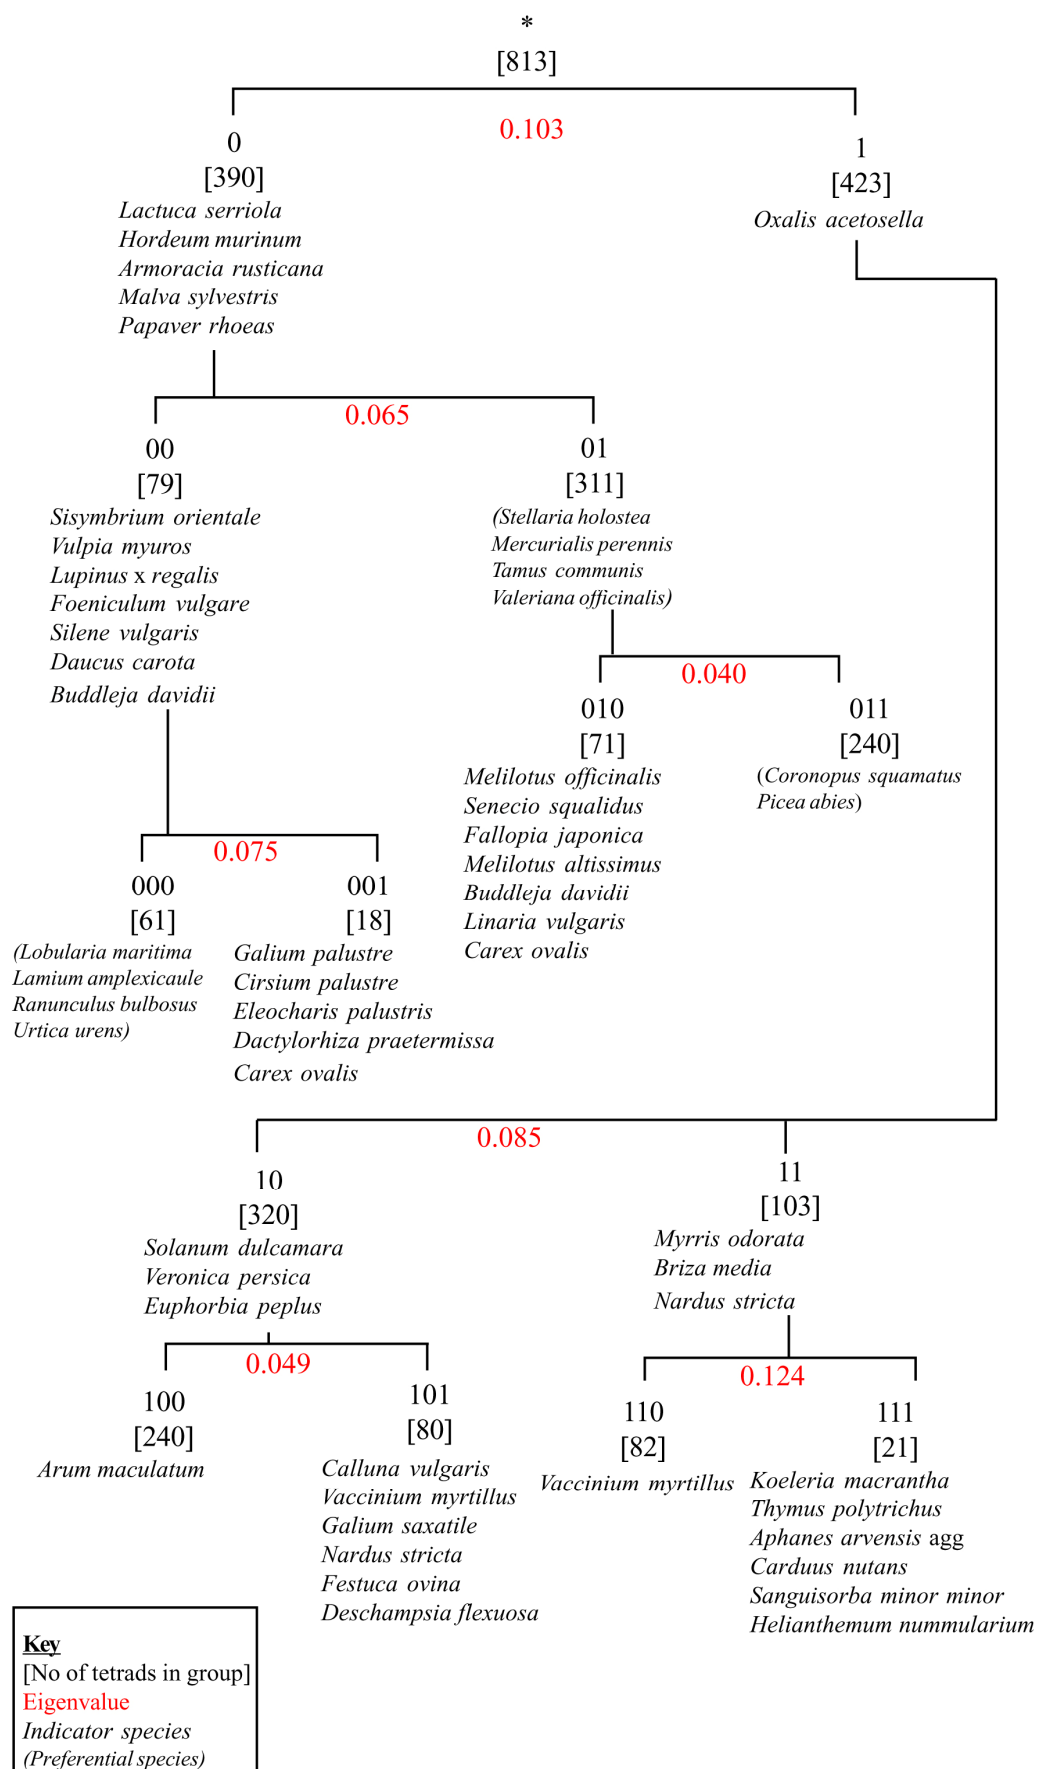 *
[813]
0.103
0
[390]
Lactuca serriola
Hordeum murinum
Armoracia rusticana
Malva sylvestris
Papaver rhoeas
1
[423]
Oxalis acetosella
0.065
00
[79]
Sisymbrium orientale
Vulpia myuros
Lupinus x regalis
Foeniculum vulgare
Silene vulgaris
Daucus carota
Buddleja davidii
01
[311]
(Stellaria holostea
Mercurialis perennis
Tamus communis
Valeriana officinalis)
0.040
010
[71]
Melilotus officinalis
Senecio squalidus
Fallopia japonica
Melilotus altissimus
Buddleja davidii
Linaria vulgaris
Carex ovalis
011
[240]
(Coronopus squamatus
Picea abies)
0.075
000
[61]
(Lobularia maritima
Lamium amplexicaule
Ranunculus bulbosus
Urtica urens)
001
[18]
Galium palustre
Cirsium palustre
Eleocharis palustris
Dactylorhiza praetermissa
Carex ovalis
0.085
10
[320]
Solanum dulcamara
Veronica persica
Euphorbia peplus
11
[103]
Myrris odorata
Briza media
Nardus stricta
0.049
100
[240]
Arum maculatum
101
[80]
Calluna vulgaris
Vaccinium myrtillus
Galium saxatile
Nardus stricta
Festuca ovina
Deschampsia flexuosa
0.124
110
[82]
Vaccinium myrtillus
111
[21]
Koeleria macrantha
Thymus polytrichus
Aphanes arvensis agg
Carduus nutans
Sanguisorba minor minor
Helianthemum nummularium
Key
[No of tetrads in group]
Eigenvalue
Indicator species
(Preferential species)